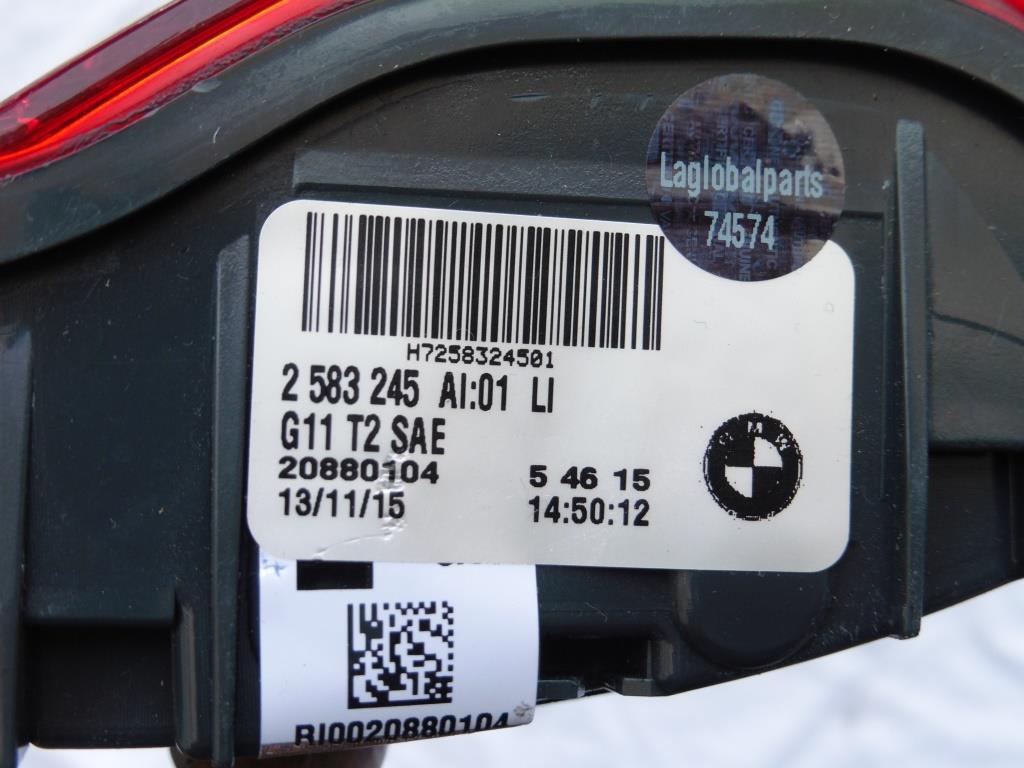 Laglobalparts
74574
H7258324501
2 583 245 AI:01 LI
G11 T2 SAE
20880104 5 46 15
13/11/15 14:50:12
BMW
RI0020880104